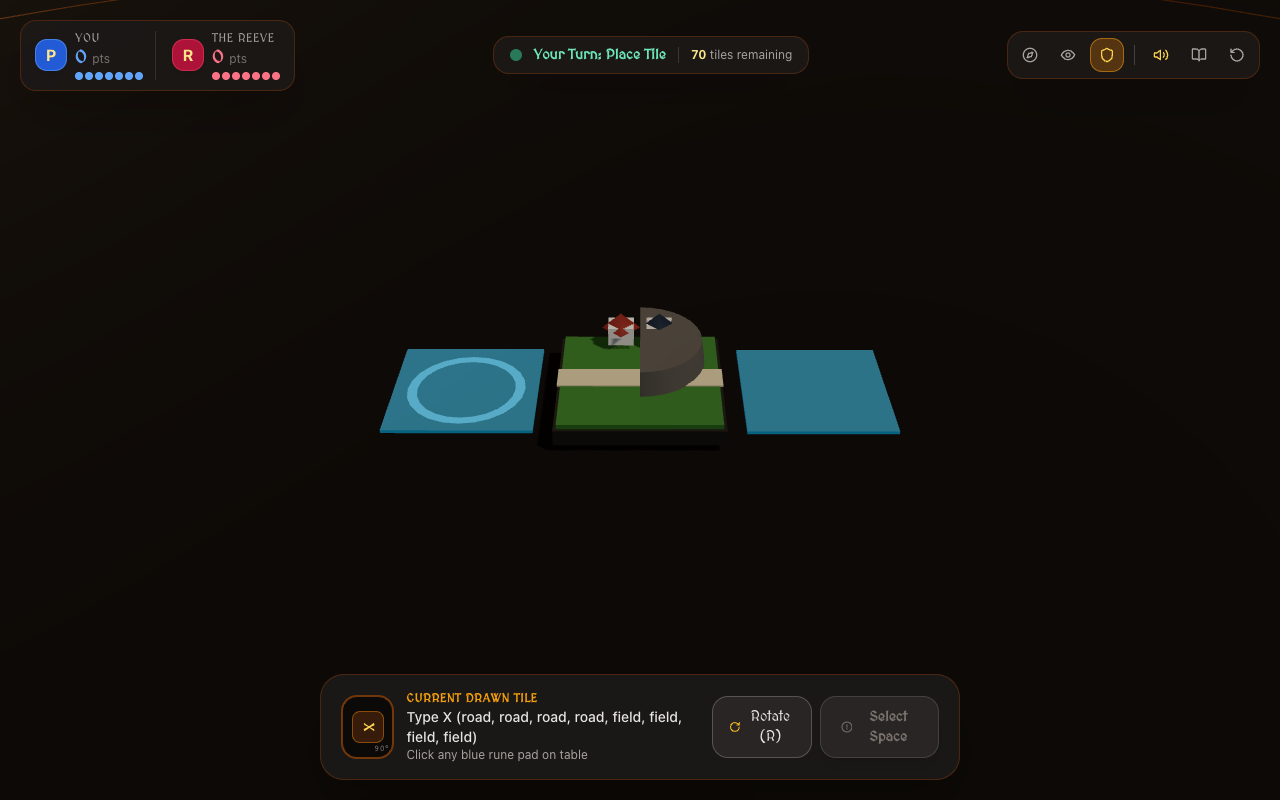 P
YOU
0 pts
R
THE REEVE
0 pts
Your Turn: Place Tile
70 tiles remaining
X
90°
CURRENT DRAWN TILE
Type X (road, road, road, road, field, field,
field, field)
Click any blue rune pad on table
Rotate
(R)
Select
Space